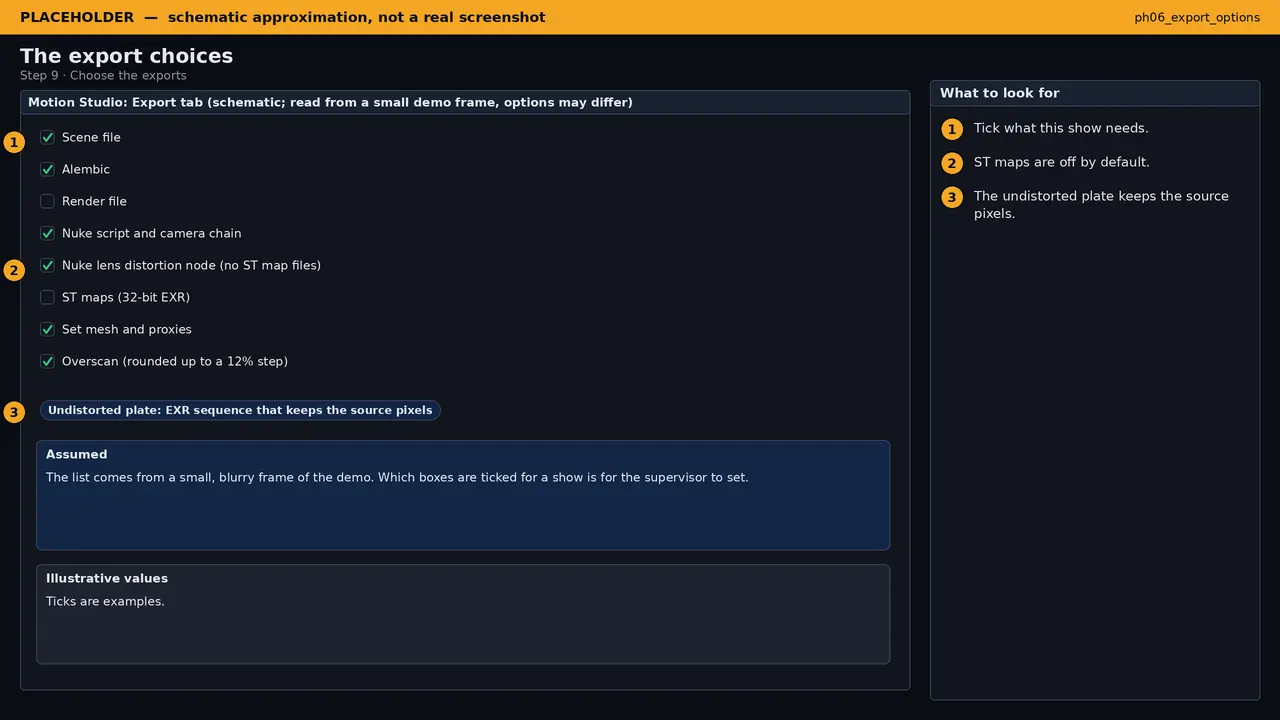 PLACEHOLDER — schematic approximation, not a real screenshot
ph06_export_options
The export choices
Step 9 · Choose the exports
Motion Studio: Export tab (schematic; read from a small demo frame, options may differ)
1
Scene file
Alembic
Render file
Nuke script and camera chain
2
Nuke lens distortion node (no ST map files)
ST maps (32-bit EXR)
Set mesh and proxies
Overscan (rounded up to a 12% step)
3
Undistorted plate: EXR sequence that keeps the source pixels
Assumed
The list comes from a small, blurry frame of the demo. Which boxes are ticked for a show is for the supervisor to set.
Illustrative values
Ticks are examples.
What to look for
1 Tick what this show needs.
2 ST maps are off by default.
3 The undistorted plate keeps the source
pixels.